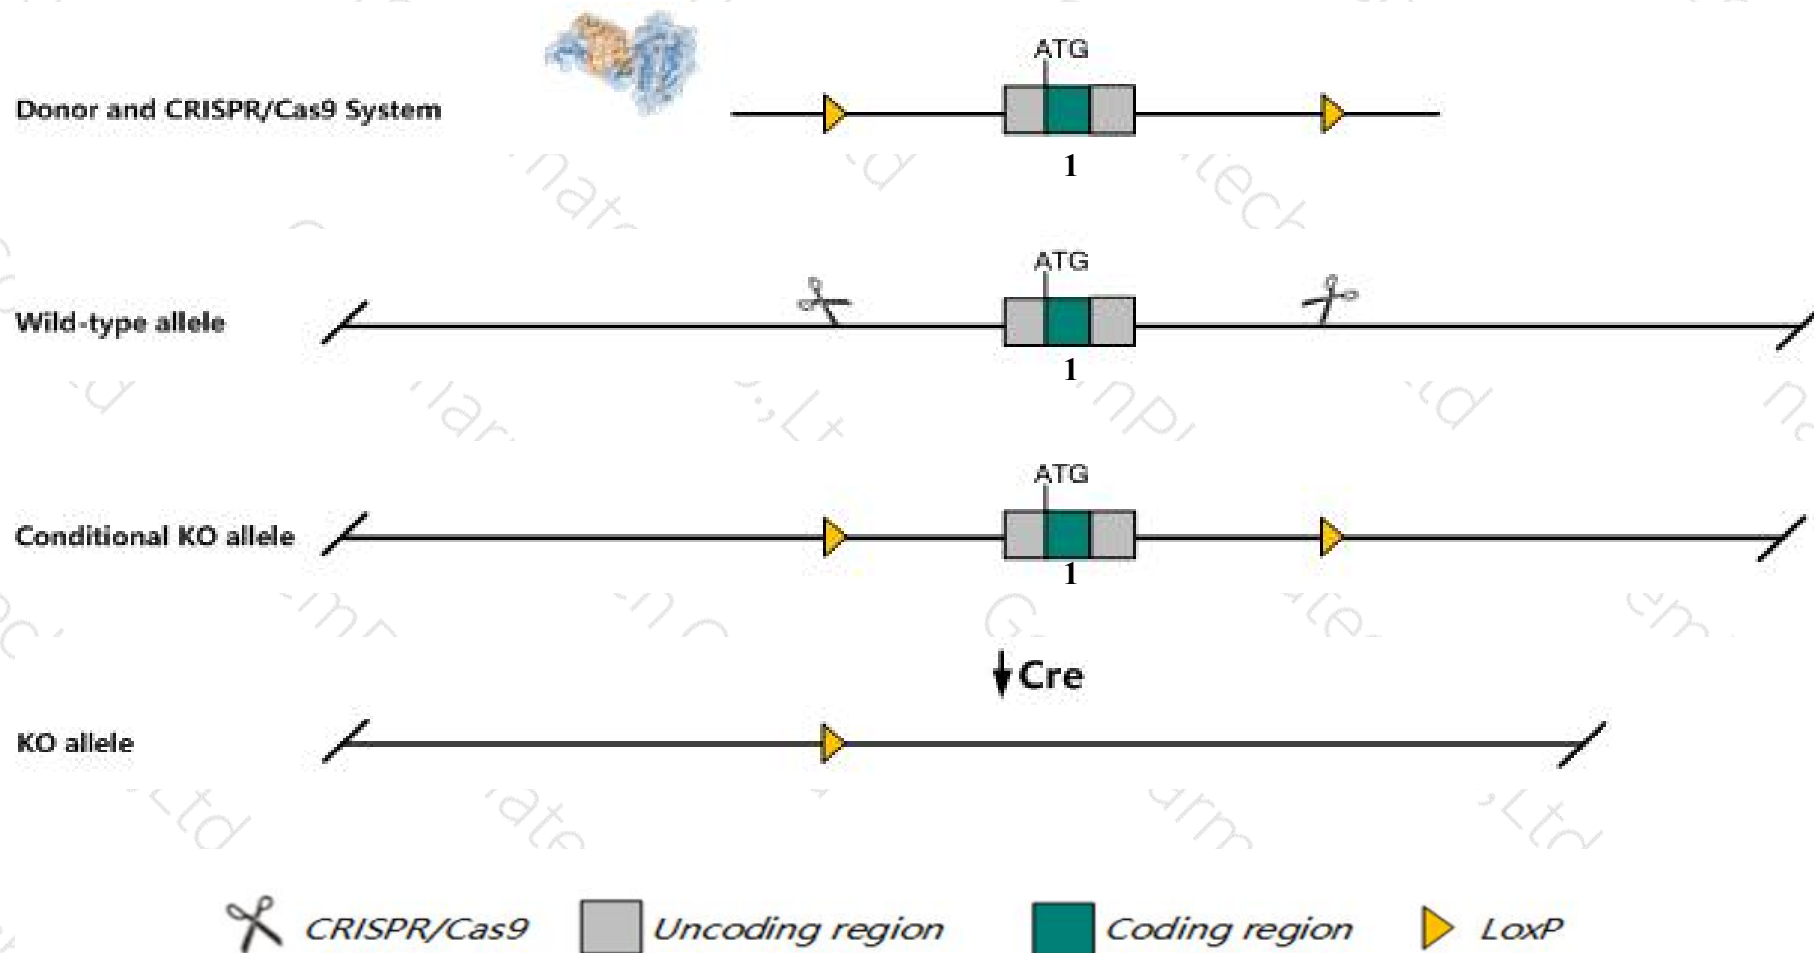 ATG
Donor and CRISPR/Cas9 System
1
ATG
Wild-type allele
1
ATG
Conditional KO allele
1
Cre
KO allele
CRISPR/Cas9 Uncoding region Coding region LoxP